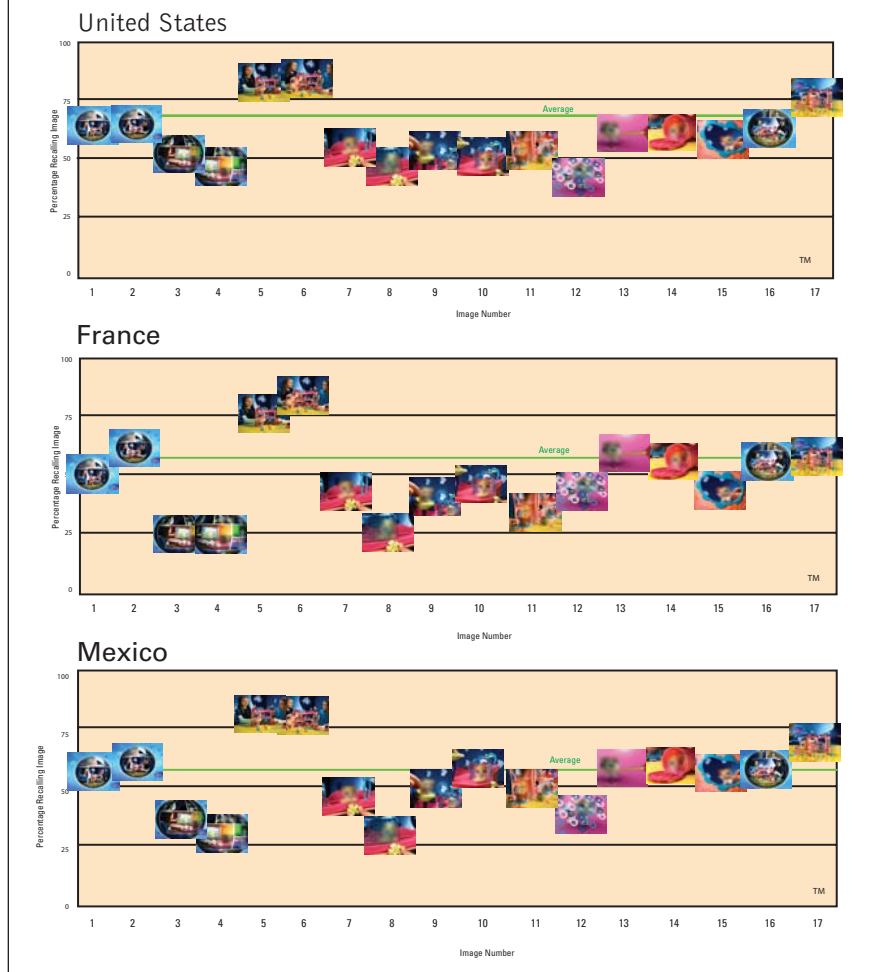 United States
100
75
50
25
0
Percentage Recalling Image
Average
TM
1 2 3 4 5 6 7 8 9 10 11 12 13 14 15 16 17
Image Number
France
100
75
25
0
Percentage Recalling Image
Average
TM
1 2 3 4 5 6 7 8 9 10 11 12 13 14 15 16 17
Image Number
Mexico
100
75
50
25
0
Percentage Recalling Image
Average
TM
1 2 3 4 5 6 7 8 9 10 11 12 13 14 15 16 17
Image Number